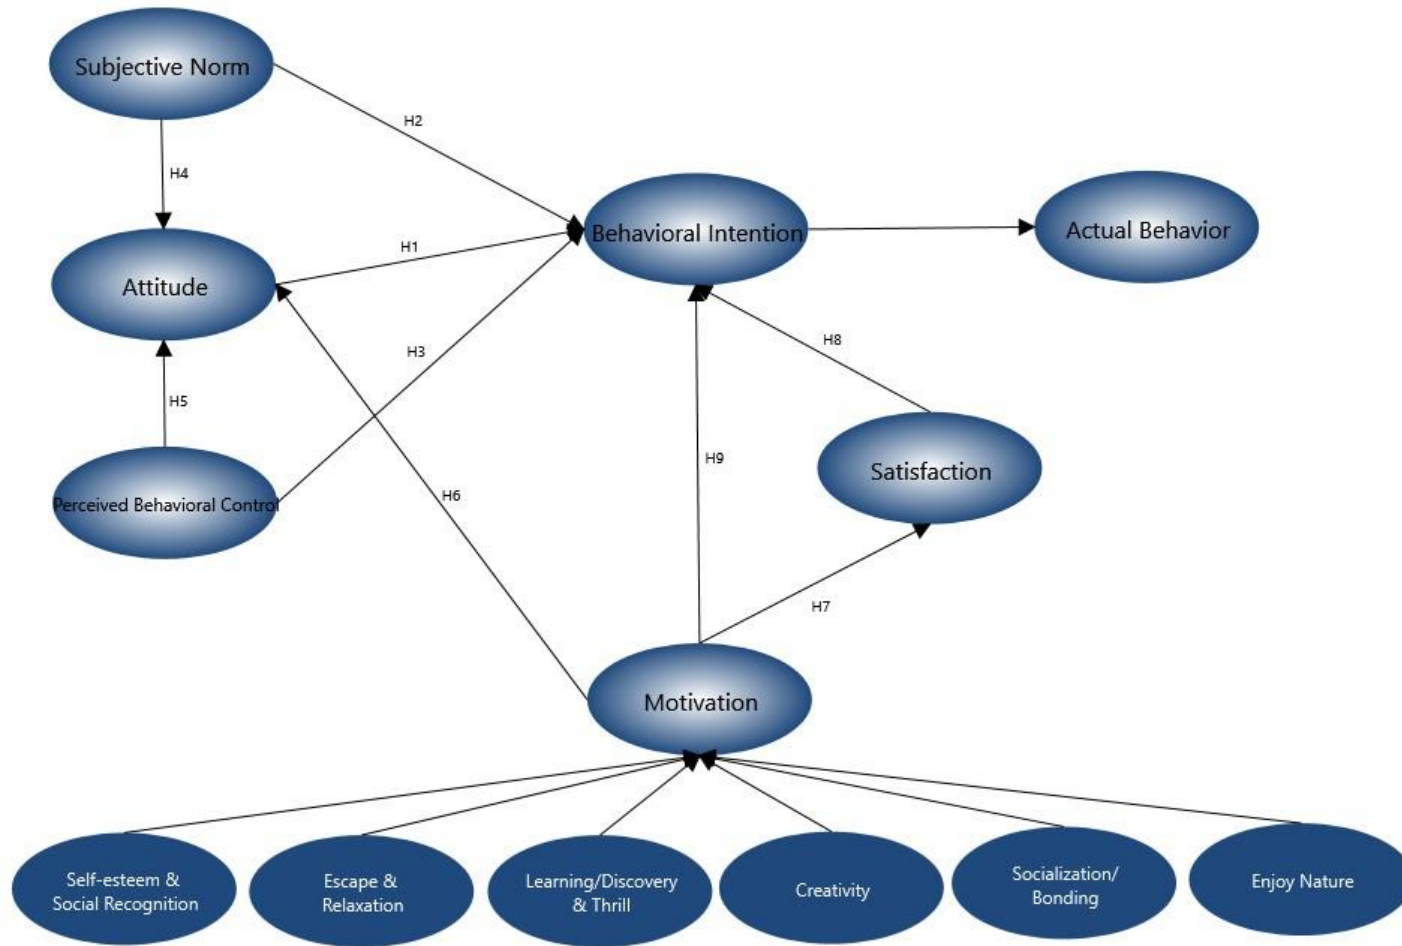 Subjective Norm
H2
H4
Behavioral Intention
Actual Behavior
H1
Attitude
H3
H8
H5
H9
Satisfaction
Perceived Behavioral Control
H6
H7
Motivation
Self-esteem &
Social Recognition
Escape &
Relaxation
Learning/Discovery
& Thrill
Creativity
Socialization/
Bonding
Enjoy Nature